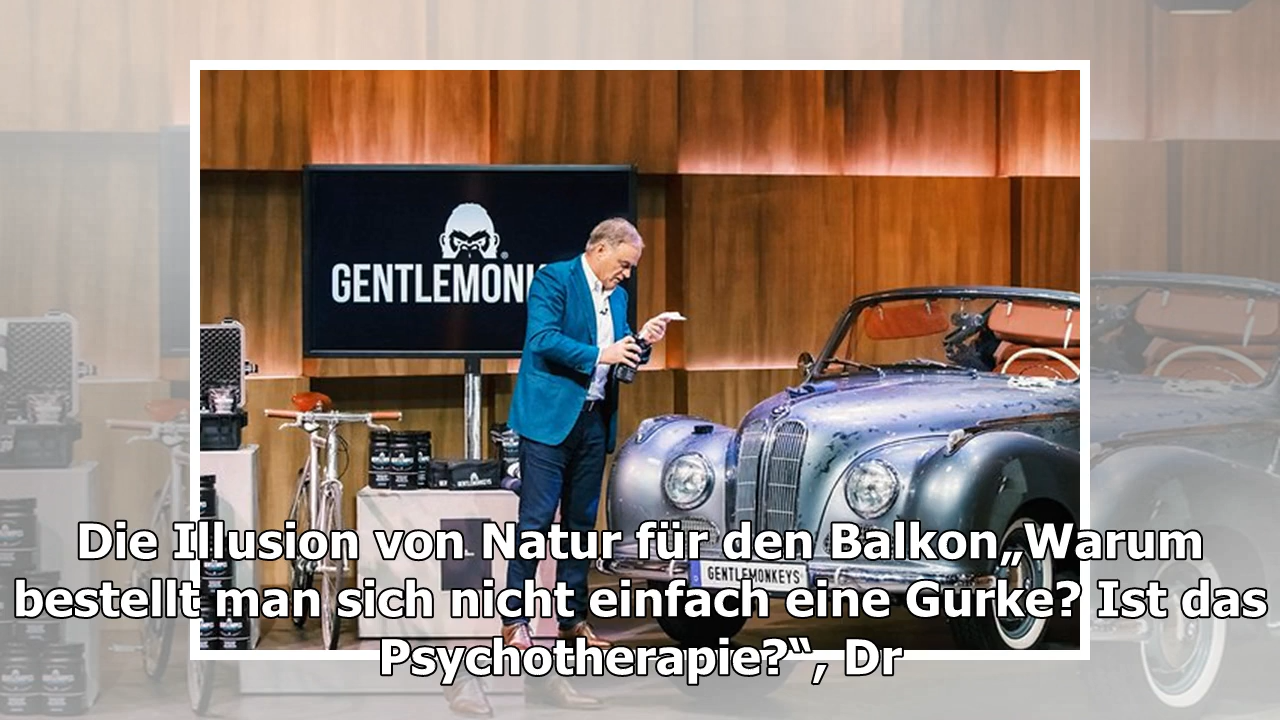 GENTLEMONK
®
GENTLEMONKEYS
GENTLEMONKEYS
Die Illusion von Natur für den Balkon„Warum
bestellt man sich nicht einfach eine Gurke? Ist das
Psychotherapie?“, Dr